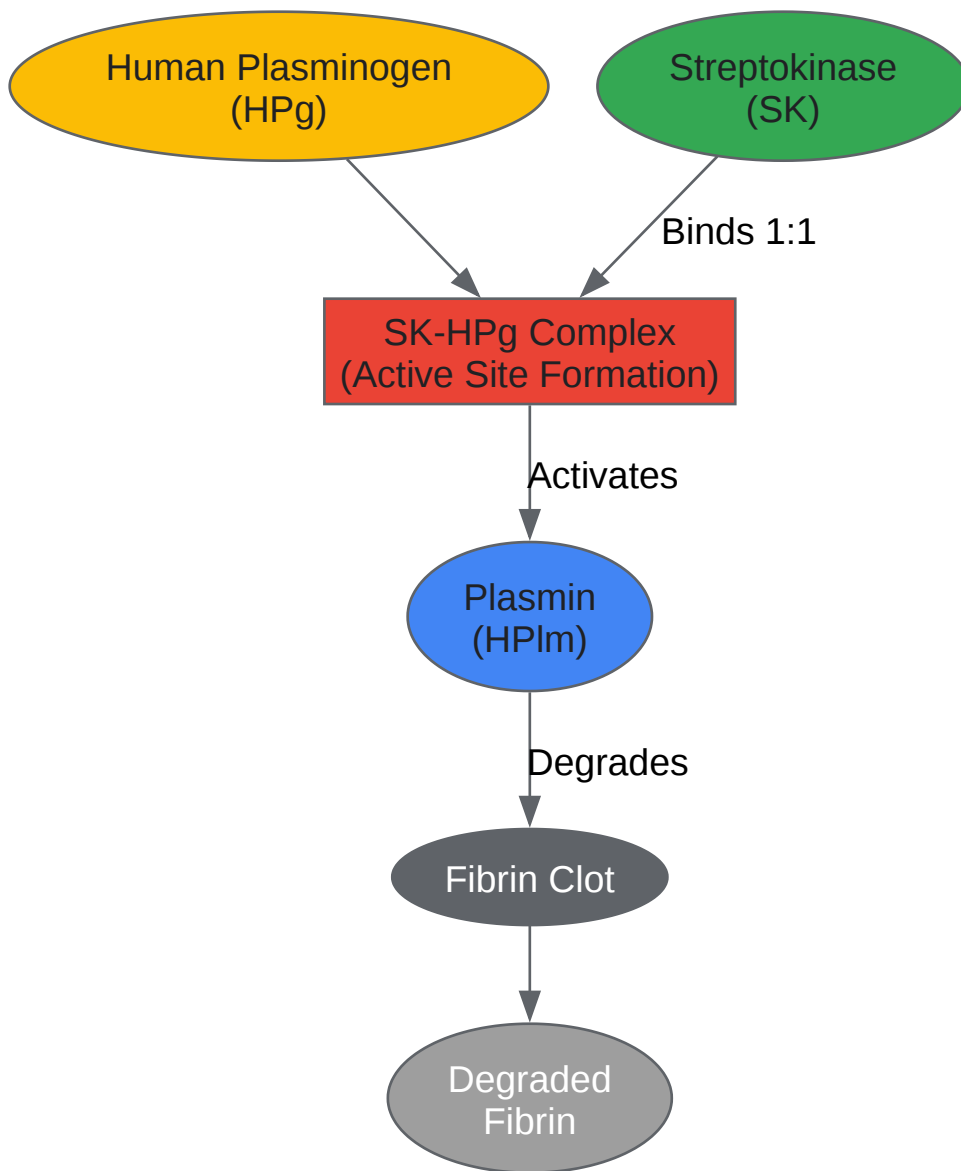 Human Plasminogen
(HPg)
Streptokinase
(SK)
Binds 1:1
SK-HPg Complex
(Active Site Formation)
Activates
Plasmin
(HPlm)
Degrades
Fibrin Clot
Degraded
Fibrin